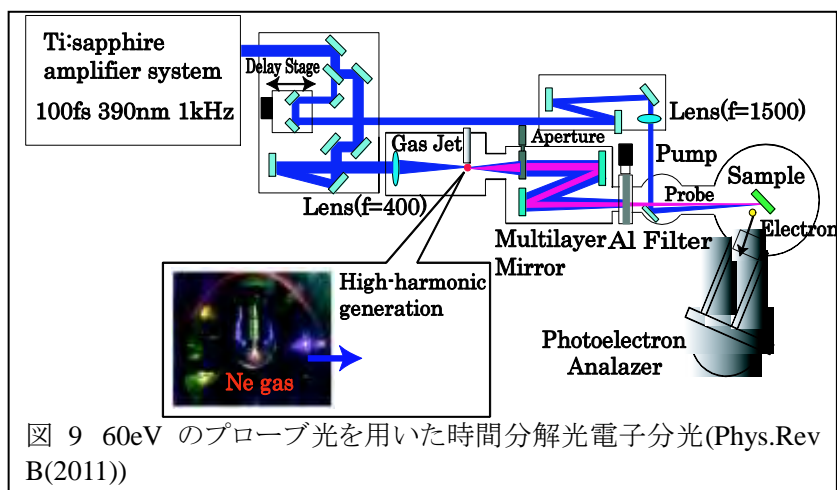 Ti:sapphire
amplifier system
100fs 390nm 1kHz
Delay Stage
Lens(f=1500)
Gas Jet
Aperture
Pump
Sample
Probe
Lens(f=400)
Electron
Multilayer
Mirror
Al Filter
High-harmonic
generation
Ne gas
Photoelectron
Analazer
図 9 60eV のプローブ光を用いた時間分解光電子分光(Phys.Rev
B(2011))